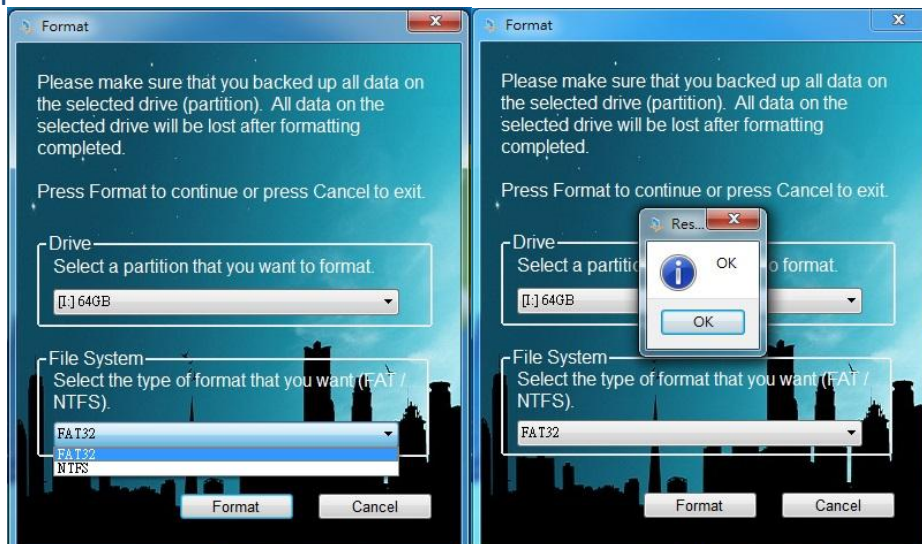 Format
Please make sure that you backed up all data on
the selected drive (partition).  All data on the
selected drive will be lost after formatting
completed.
Press Format to continue or press Cancel to exit.
Drive
Select a partition that you want to format.
[I:] 64GB
File System
Select the type of format that you want (FAT /
NTFS).
FAT32
FAT32
NTFS
Format
Cancel
Format
Please make sure that you backed up all data on
the selected drive (partition).  All data on the
selected drive will be lost after formatting
completed.
Press Format to continue or press Cancel to exit.
Drive
Select a partitio
o format.
[I:] 64GB
Res...
OK
OK
File System
Select the type of format that you want (FAT /
NTFS).
FAT32
Format
Cancel